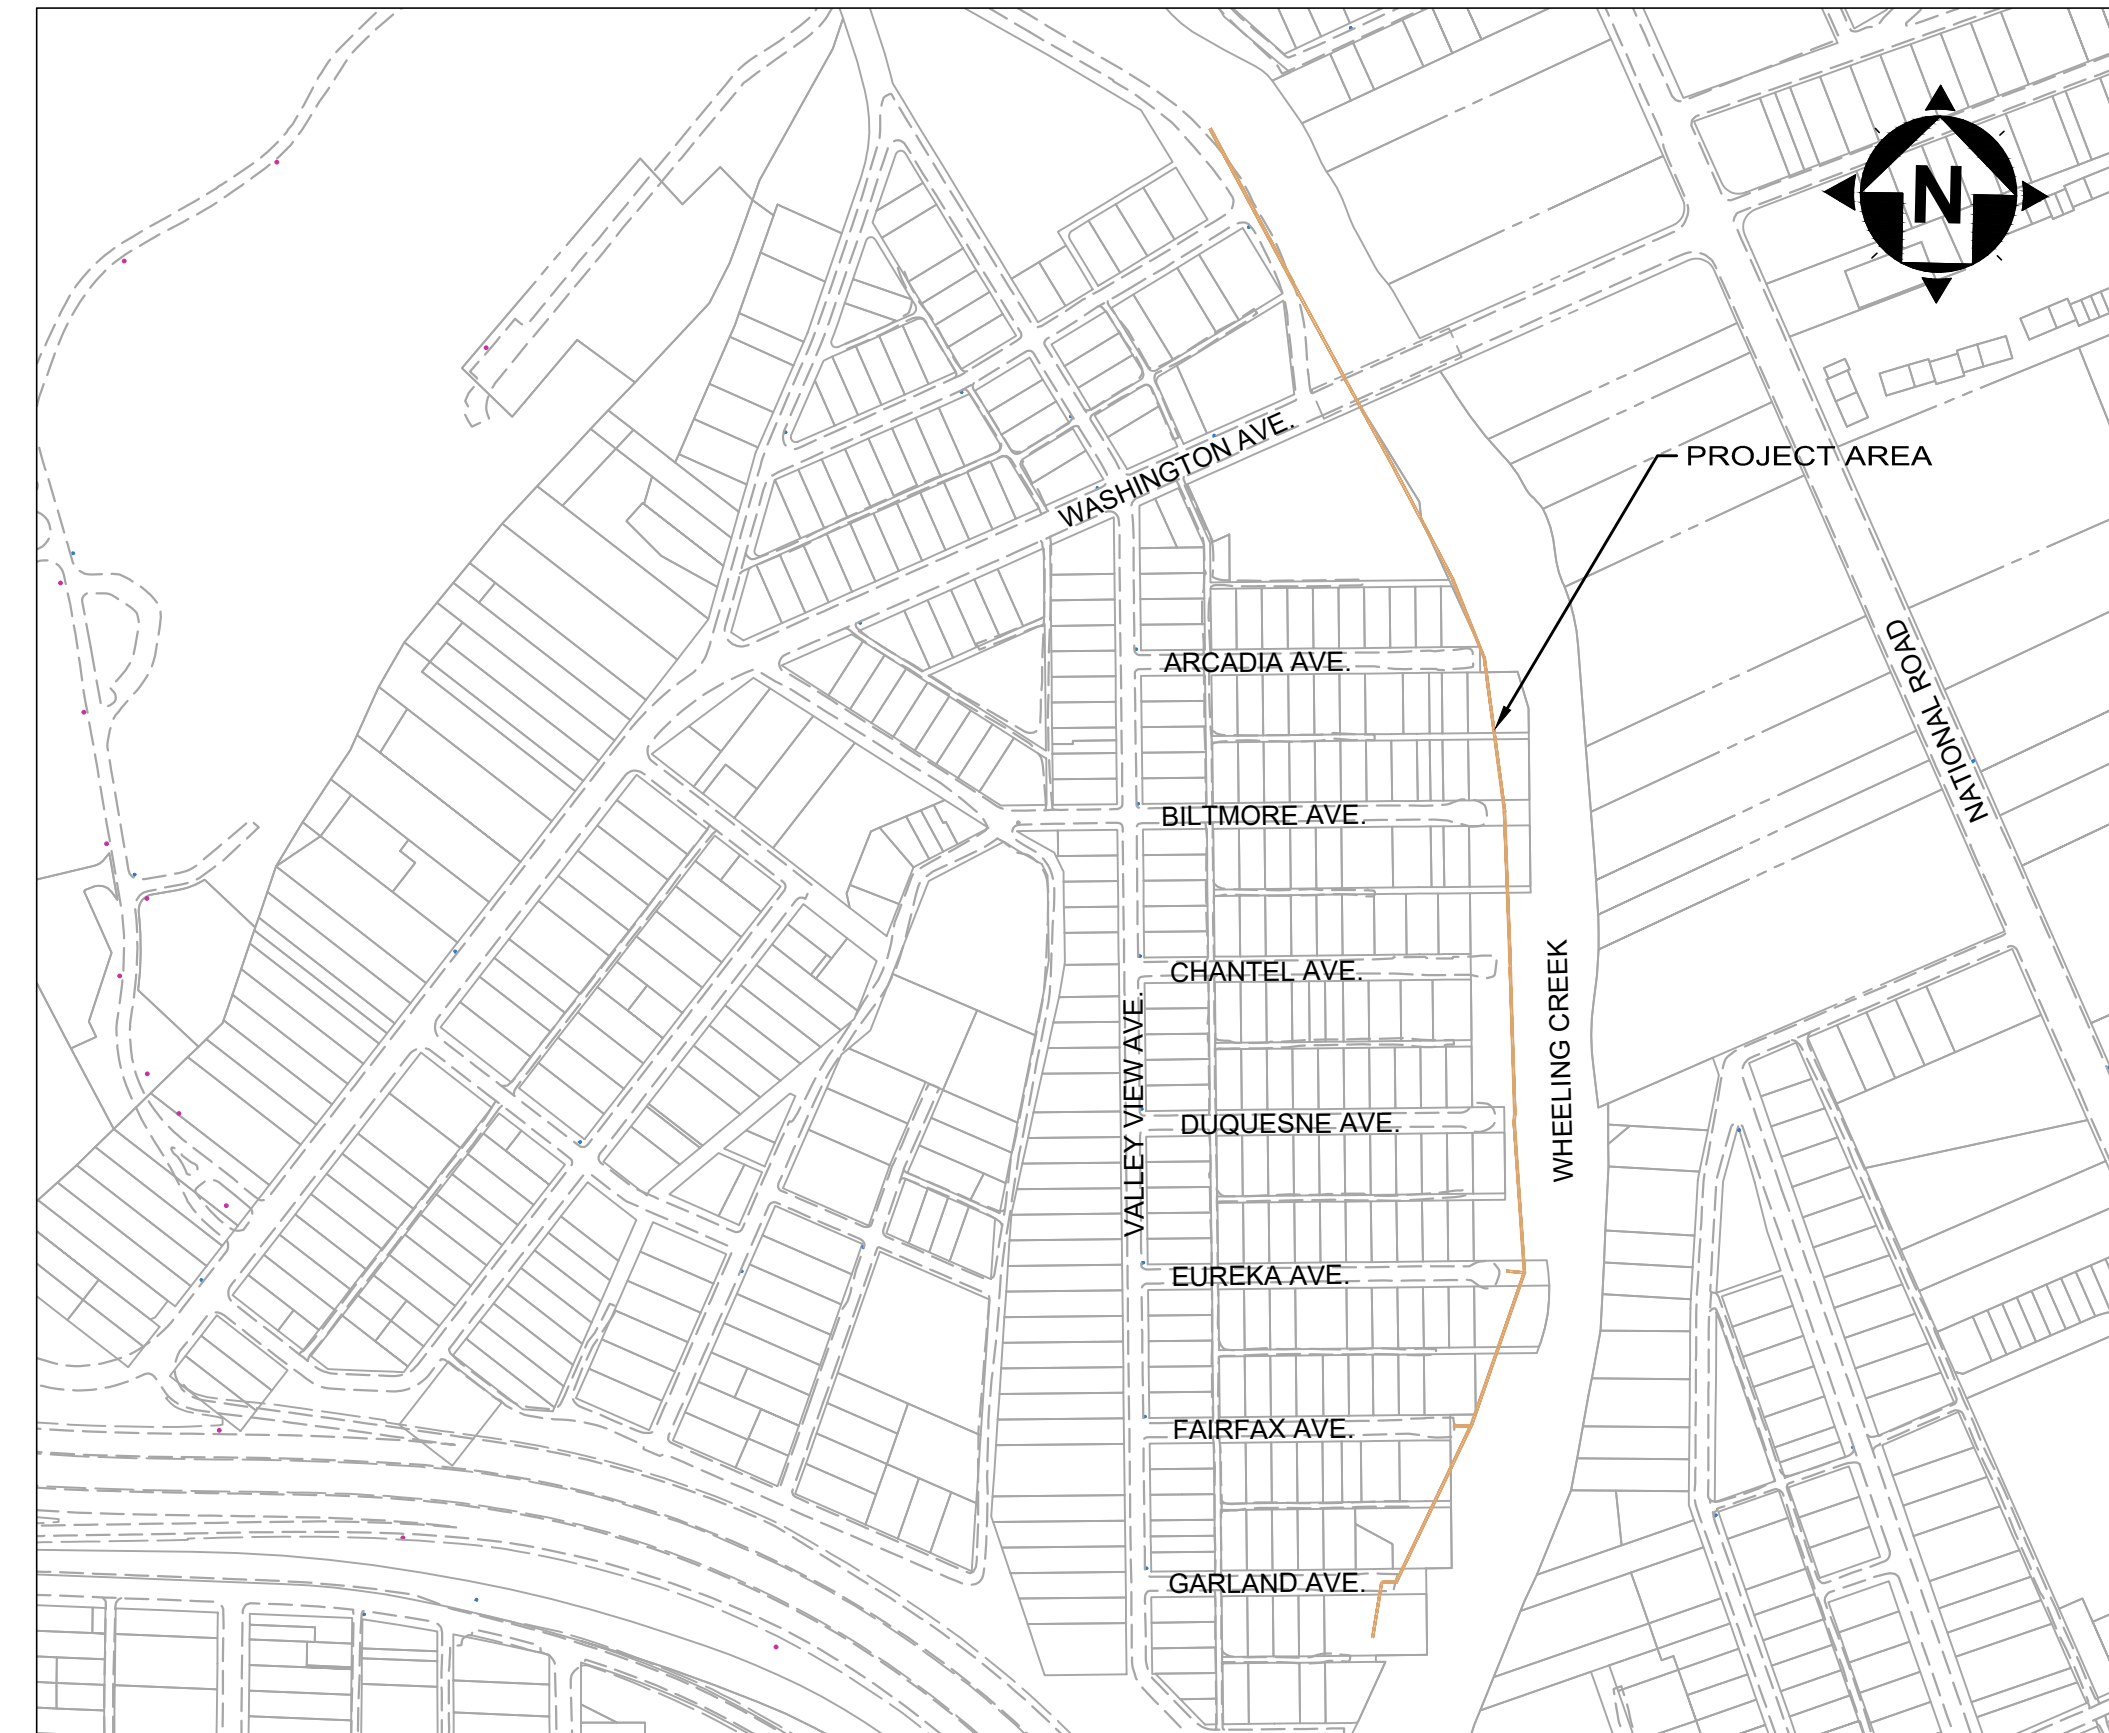 N
WASHINGTON AVE.
PROJECT AREA
ARCADIA AVE.
NATIONAL ROAD
BILTMORE AVE.
CHANTEL AVE.
WHEELING CREEK
VALLEY VIEW AVE.
DUQUESNE AVE.
EUREKA AVE.
FAIRFAX AVE.
GARLAND AVE.